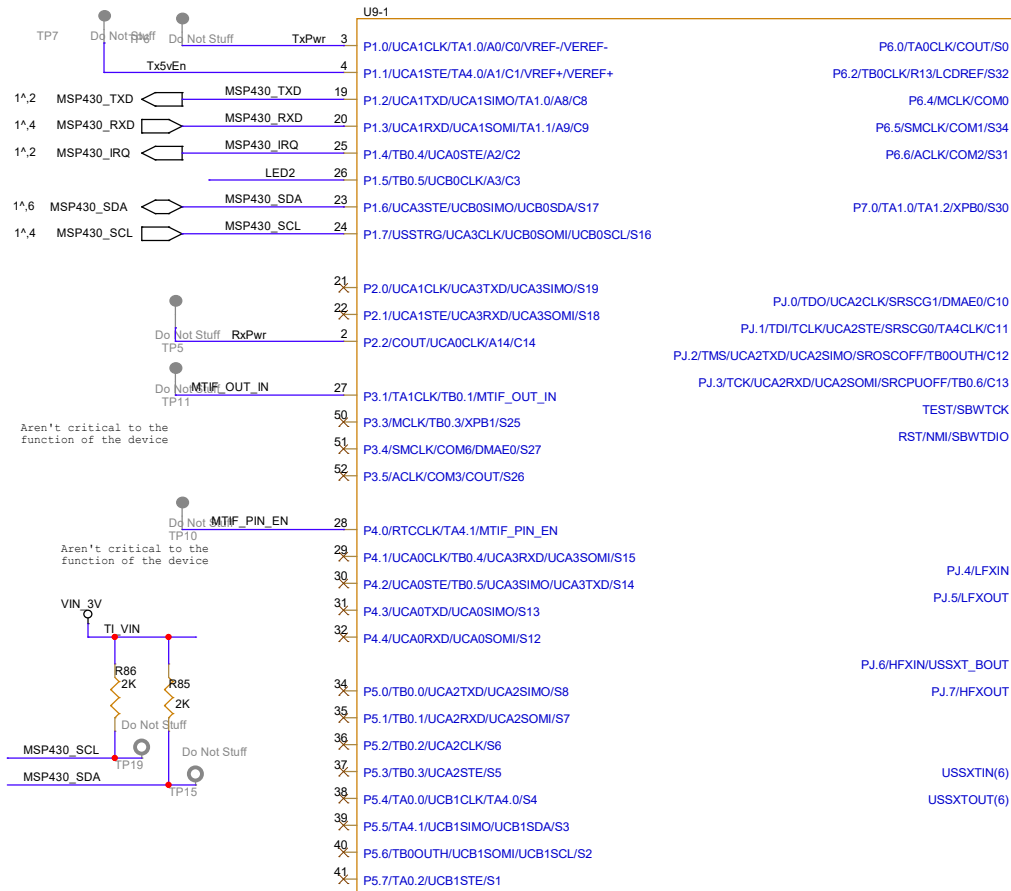 U9-1
TP7 Do Not Stuff TP6 Do Not Stuff
TxPwr 3 P1.0/UCA1CLK/TA1.0/A0/C0/VREF-/VEREF- P6.0/TA0CLK/COUT/S0
Tx5vEn 4 P1.1/UCA1STE/TA4.0/A1/C1/VREF+/VEREF+ P6.2/TB0CLK/R13/LCDREF/S32
1^,2 MSP430_TXD MSP430_TXD 19 P1.2/UCA1TXD/UCA1SIMO/TA1.0/A8/C8 P6.4/MCLK/COM0
1^,4 MSP430_RXD MSP430_RXD 20 P1.3/UCA1RXD/UCA1SOMI/TA1.1/A9/C9 P6.5/SMCLK/COM1/S34
1^,2 MSP430_IRQ MSP430_IRQ 25 P1.4/TB0.4/UCA0STE/A2/C2 P6.6/ACLK/COM2/S31
LED2 26 P1.5/TB0.5/UCB0CLK/A3/C3
1^,6 MSP430_SDA MSP430_SDA 23 P1.6/UCA3STE/UCB0SIMO/UCB0SDA/S17 P7.0/TA1.0/TA1.2/XPB0/S30
1^,4 MSP430_SCL MSP430_SCL 24 P1.7/USSTRG/UCA3CLK/UCB0SOMI/UCB0SCL/S16
21 P2.0/UCA1CLK/UCA3TXD/UCA3SIMO/S19
PJ.0/TDO/UCA2CLK/SRSCG1/DMAE0/C10
22 P2.1/UCA1STE/UCA3RXD/UCA3SOMI/S18
PJ.1/TDI/TCLK/UCA2STE/SRSCG0/TA4CLK/C11
Do Not Stuff RxPwr 2 P2.2/COUT/UCA0CLK/A14/C14
TP5
PJ.2/TMS/UCA2TXD/UCA2SIMO/SROSCOFF/TB0OUTH/C12
PJ.3/TCK/UCA2RXD/UCA2SOMI/SRCPUOFF/TB0.6/C13
Do Not Stuff MTIF_OUT_IN 27 P3.1/TA1CLK/TB0.1/MTIF_OUT_IN
TP11
TEST/SBWTCK
50 P3.3/MCLK/TB0.3/XPB1/S25
Aren't critical to the
function of the device
RST/NMI/SBWTDIO
51 P3.4/SMCLK/COM6/DMAE0/S27
52 P3.5/ACLK/COM3/COUT/S26
Do Not Stuff MTIF_PIN_EN 28 P4.0/RTCCLK/TA4.1/MTIF_PIN_EN
TP10
Aren't critical to the
function of the device
29 P4.1/UCA0CLK/TB0.4/UCA3RXD/UCA3SOMI/S15
PJ.4/LFXIN
30 P4.2/UCA0STE/TB0.5/UCA3SIMO/UCA3TXD/S14
PJ.5/LFXOUT
31 P4.3/UCA0TXD/UCA0SIMO/S13
VIN_3V
TI_VIN
32 P4.4/UCA0RXD/UCA0SOMI/S12
PJ.6/HFXIN/USSXT_BOUT
R86
2K
R85
2K
34 P5.0/TB0.0/UCA2TXD/UCA2SIMO/S8
PJ.7/HFXOUT
35 P5.1/TB0.1/UCA2RXD/UCA2SOMI/S7
Do Not Stuff
36 P5.2/TB0.2/UCA2CLK/S6
MSP430_SCL
TP19
Do Not Stuff
37 P5.3/TB0.3/UCA2STE/S5 USSXTIN(6)
MSP430_SDA
TP15
38 P5.4/TA0.0/UCB1CLK/TA4.0/S4 USSXTOUT(6)
39 P5.5/TA4.1/UCB1SIMO/UCB1SDA/S3
40 P5.6/TB0OUTH/UCB1SOMI/UCB1SCL/S2
41 P5.7/TA0.2/UCB1STE/S1